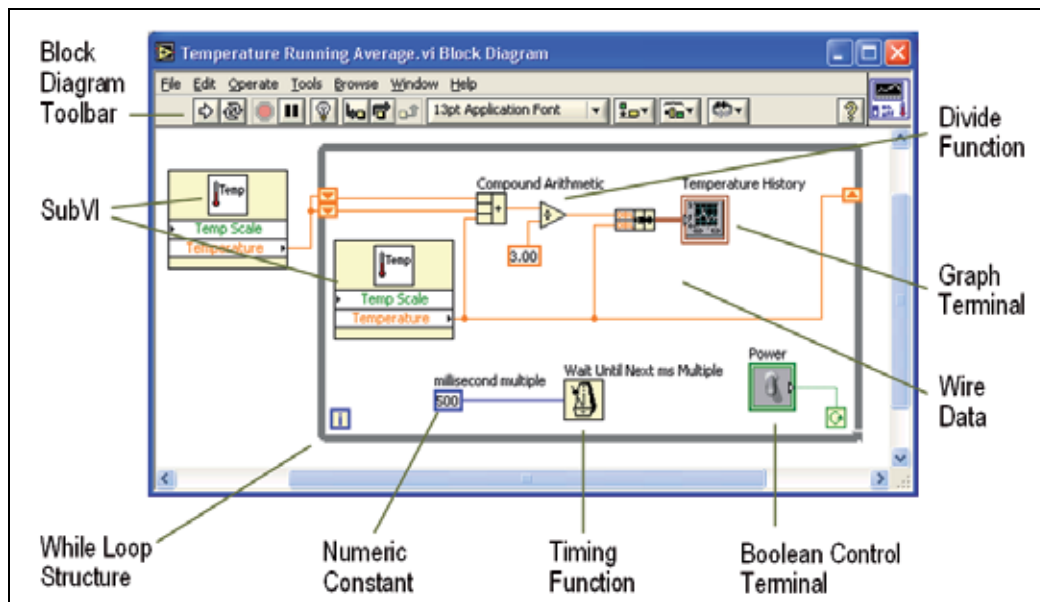 Block
Diagram
Toolbar
Temperature Running Average.vi Block Diagram
File Edit Operate Tools Browse Window Help
13pt Application Font
Divide
Function
SubVI
Temp
Temp Scale
Temperature
Compound Arithmetic
Temperature History
3.00
Temp
Temp Scale
Temperature
Graph
Terminal
millisecond multiple
500
Wait Until Next ms Multiple
Power
i
Wire
Data
While Loop
Structure
Numeric
Constant
Timing
Function
Boolean Control
Terminal